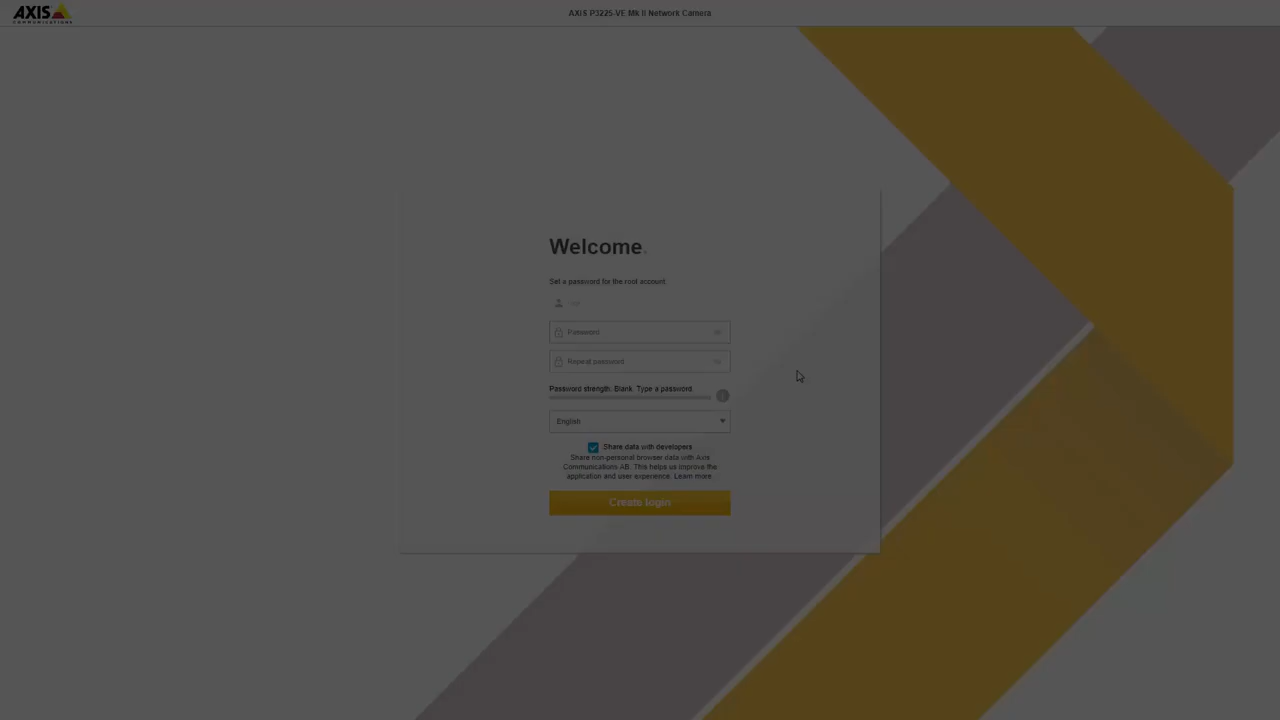 AXIS
COMMUNICATIONS
AXIS P3225-VE Mk II Network Camera
Welcome.
Set a password for the root account.
Password
Repeat password
Password strength. Blank. Type a password.
English
Share data with developers
Share non-personal browser data with Axis
Communications AB. This helps us improve the
application and user experience. Learn more.
Create login